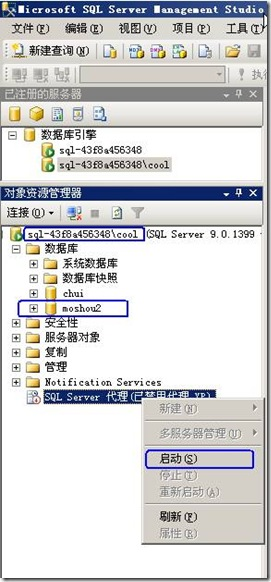 Microsoft SQL Server Management Studio
文件(F) 编辑(E) 视图(V) 项目(P) 工具(T)
新建查询(N)
执
已注册的服务器
数据库引擎
sql-43f8a456348
sql-43f8a456348\cool
对象资源管理器
连接(O)
sql-43f8a456348\cool (SQL Server 9.0.1399
数据库
系统数据库
数据库快照
chui
moshou2
安全性
服务器对象
复制
管理
Notification Services
SQL Server 代理(已禁用代理 XP)
新建(N)
多服务器管理(U)
启动(S)
停止(T)
重新启动(A)
刷新(F)
属性(R)